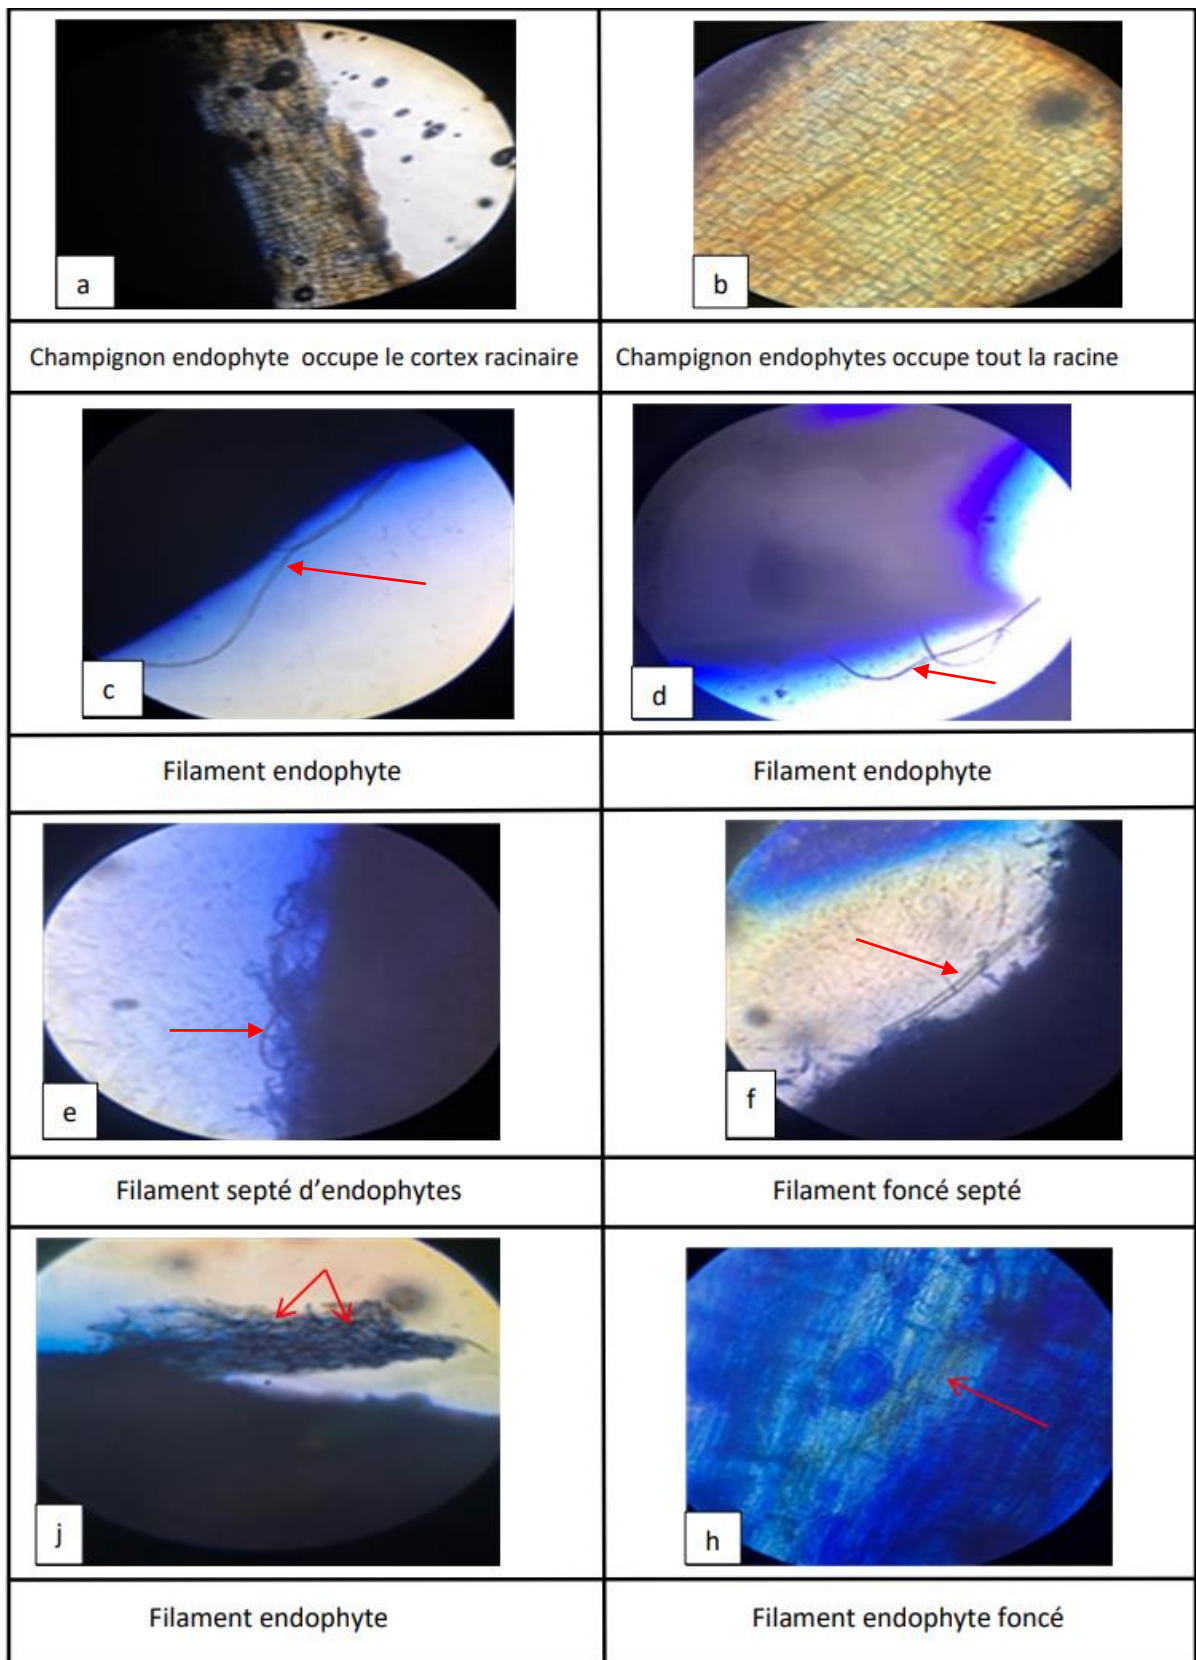 a
b
Champignon endophyte occupe le cortex racinaire
Champignon endophytes occupe tout la racine
c
d
Filament endophyte
Filament endophyte
e
f
Filament septé d'endophytes
Filament foncé septé
j
h
Filament endophyte
Filament endophyte foncé